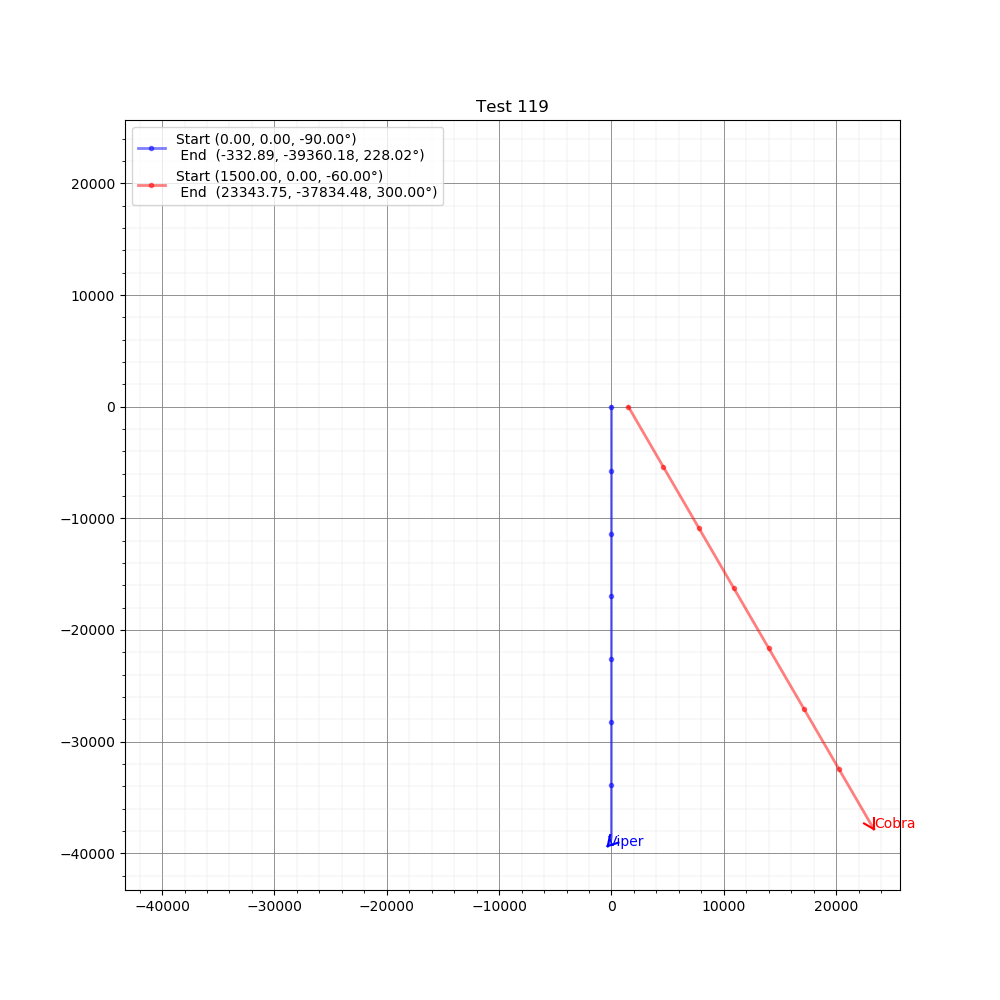 Test 119
Start (0.00, 0.00, -90.00°)
End (-332.89, -39360.18, 228.02°)
Start (1500.00, 0.00, -60.00°)
End (23343.75, -37834.48, 300.00°)
20000
10000
0
−10000
−20000
−30000
−40000
Cobra
Viper
−40000 −30000 −20000 −10000 0 10000 20000